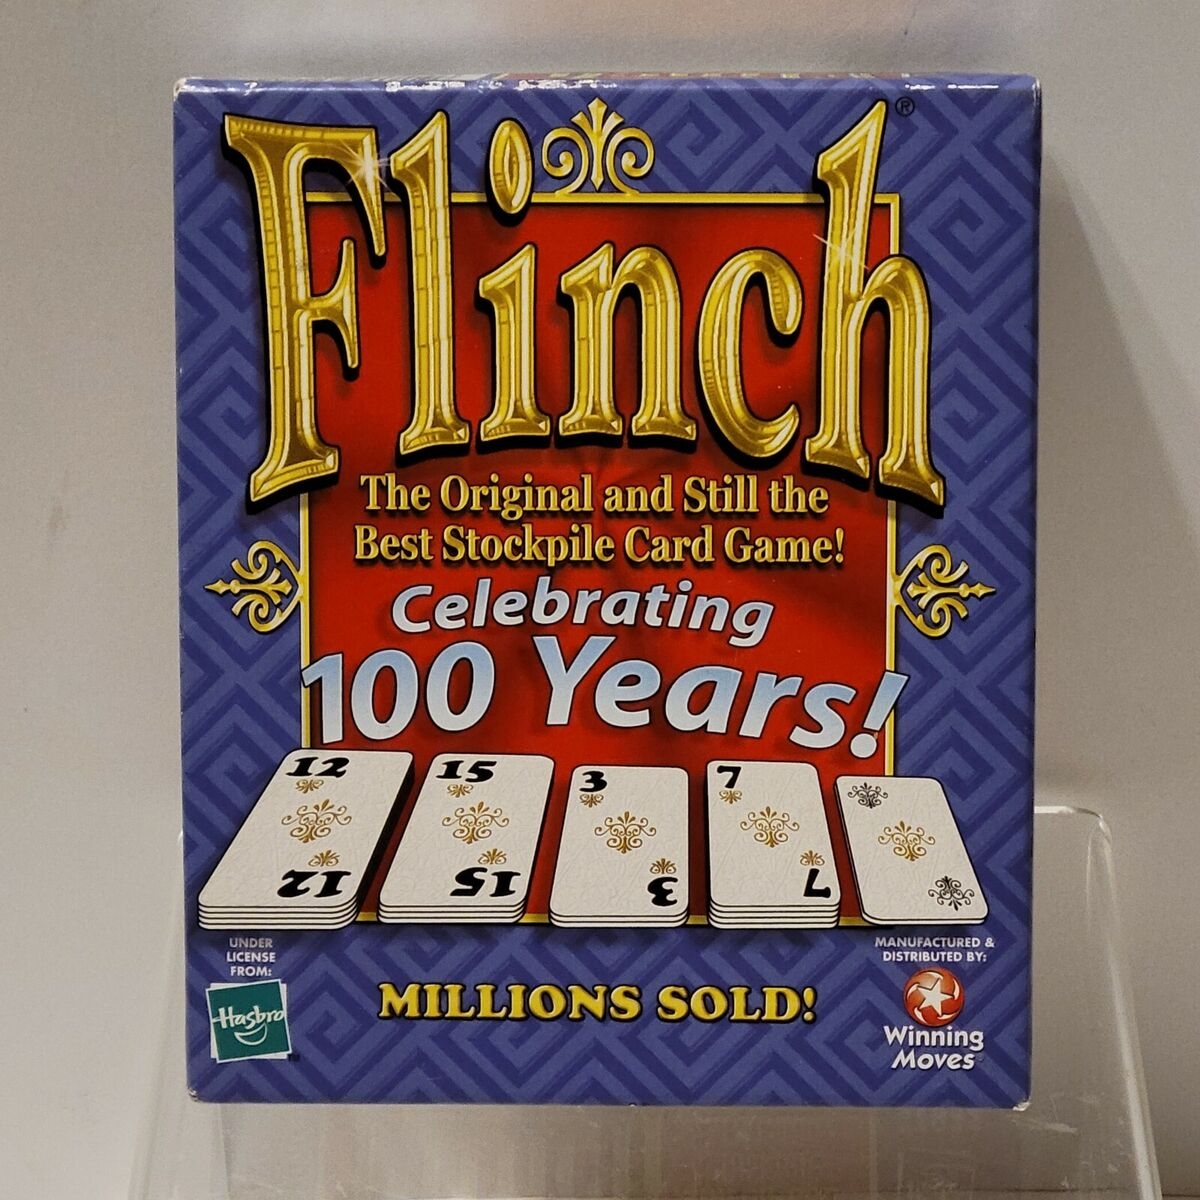 Flinch®
The Original and Still the
Best Stockpile Card Game!
Celebrating
100 Years!
12
15
3
7
12
15
3
7
UNDER
LICENSE
FROM:
Hasbro
MILLIONS SOLD!
MANUFACTURED &
DISTRIBUTED BY:
Winning
Moves